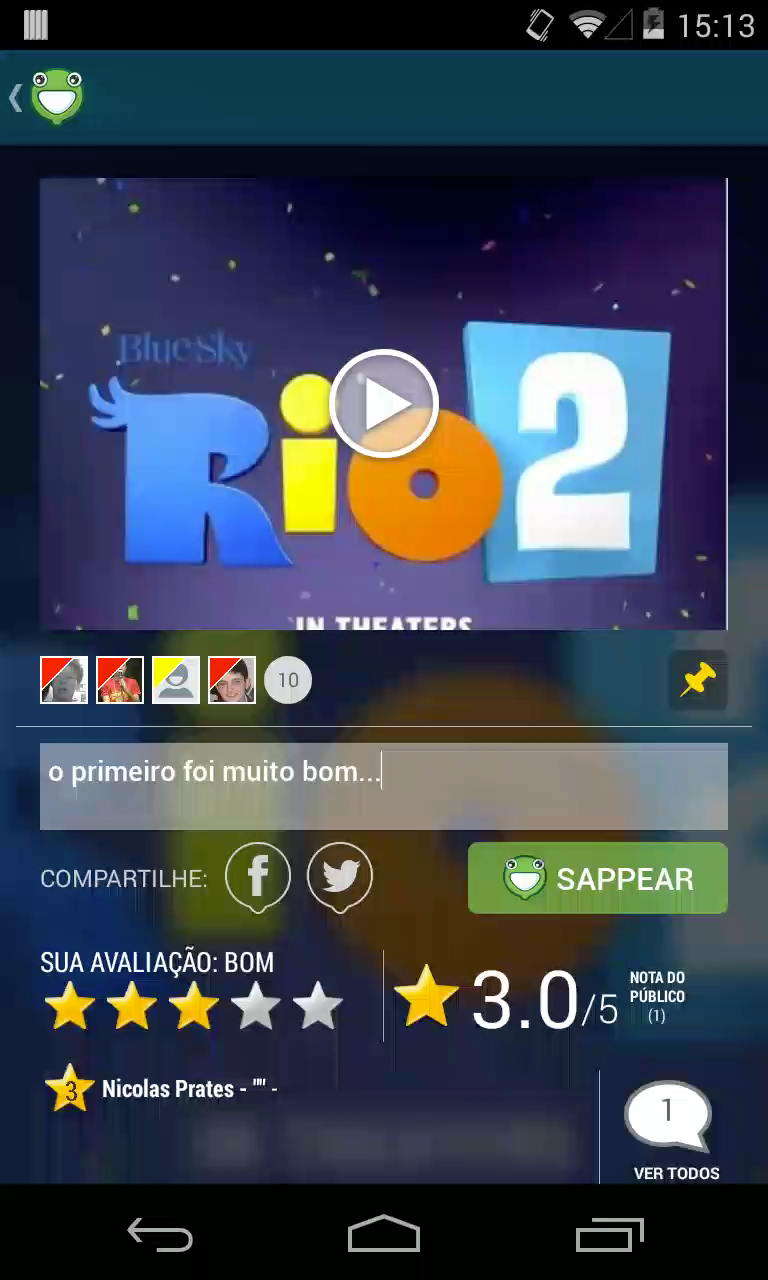 15:13
Blue Sky
Rio 2
IN THEATERS
10
o primeiro foi muito bom...
COMPARTILHE:
SAPPEAR
SUA AVALIAÇÃO: BOM
3.0/5
NOTA DO
PÚBLICO
(1)
3
Nicolas Prates - "" -
1
VER TODOS